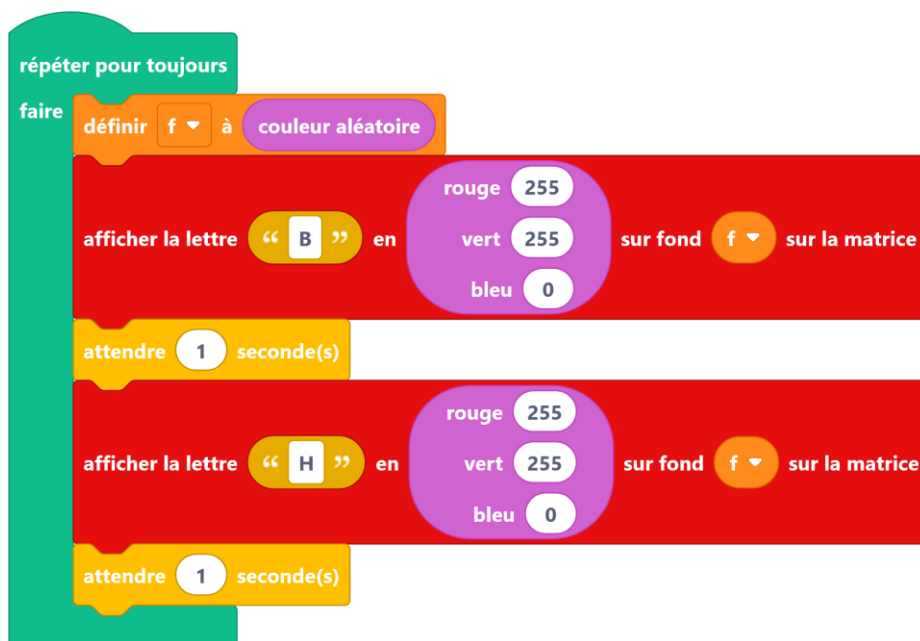 répéter pour toujours
faire
définir f à couleur aléatoire
rouge 255
afficher la lettre “ B ” en vert 255 sur fond f sur la matrice
bleu 0
attendre 1 seconde(s)
rouge 255
afficher la lettre “ H ” en vert 255 sur fond f sur la matrice
bleu 0
attendre 1 seconde(s)